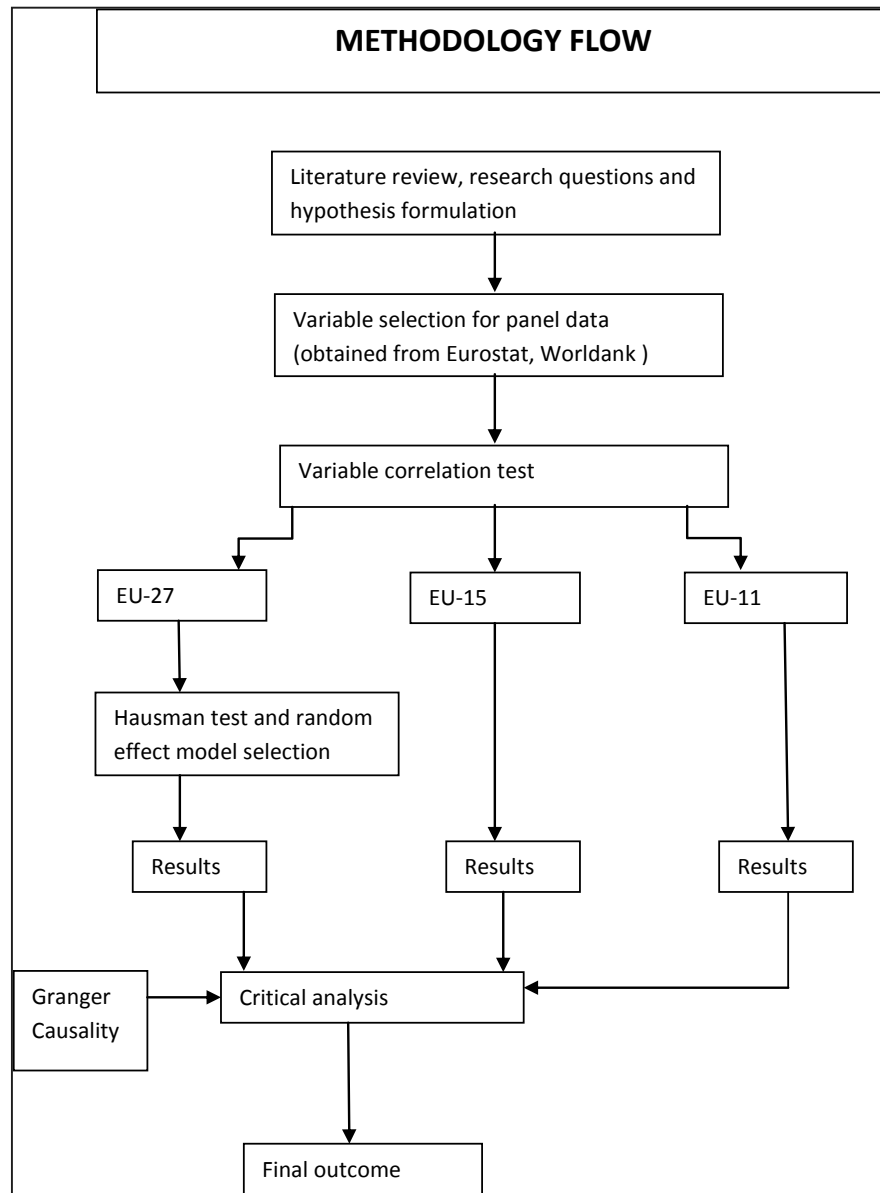 METHODOLOGY FLOW
Literature review, research questions and
hypothesis formulation
Variable selection for panel data
(obtained from Eurostat, Worldank )
Variable correlation test
EU-27
EU-15
EU-11
Hausman test and random
effect model selection
Results
Results
Results
Granger
Causality
Critical analysis
Final outcome